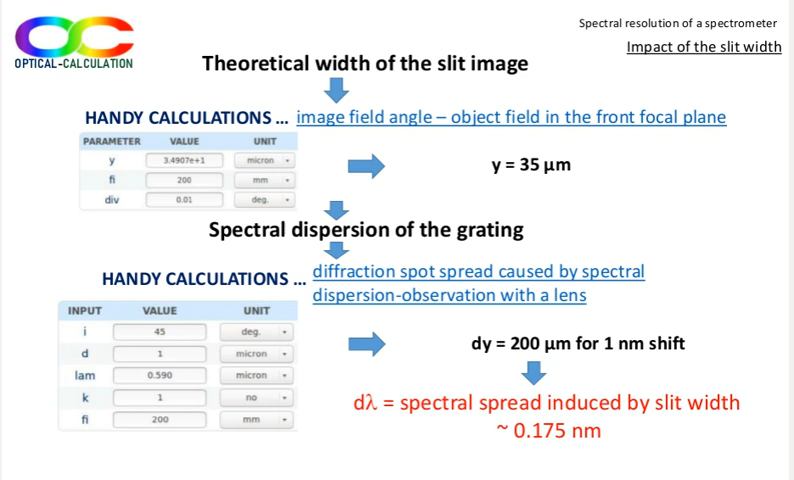 Spectral resolution of a spectrometer
Impact of the slit width
OPTICAL-CALCULATION
Theoretical width of the slit image
HANDY CALCULATIONS ... image field angle – object field in the front focal plane
PARAMETER VALUE UNIT
y 3.4907e+1 micron
fi 200 mm
div 0.01 deg.
y = 35 µm
Spectral dispersion of the grating
HANDY CALCULATIONS ... diffraction spot spread caused by spectral
dispersion-observation with a lens
INPUT VALUE UNIT
i 45 deg.
d 1 micron
lam 0.590 micron
k 1 no
fi 200 mm
dy = 200 µm for 1 nm shift
dλ = spectral spread induced by slit width
~ 0.175 nm